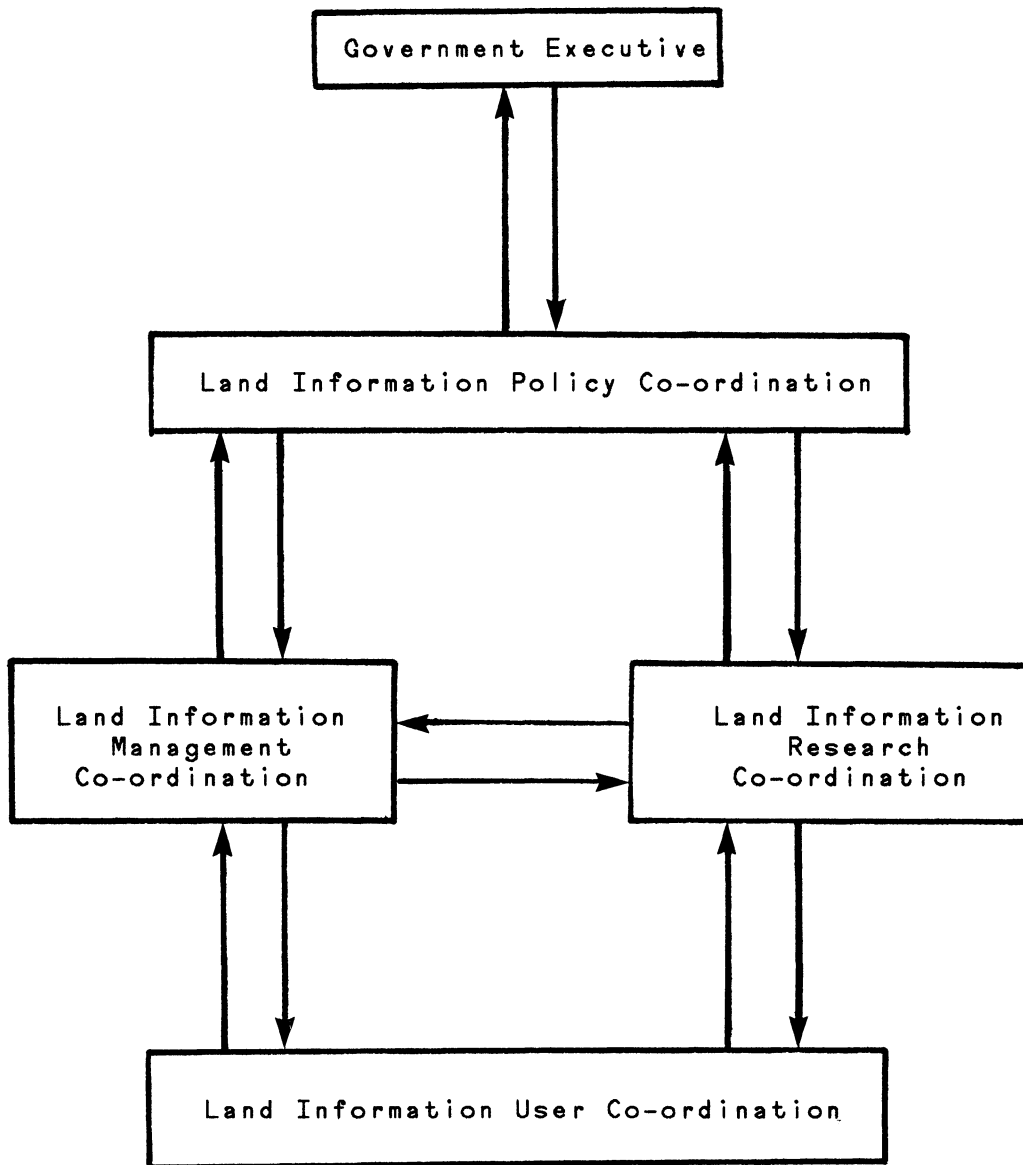 Government Executive
Land Information Policy Co-ordination
Land Information
Management
Co-ordination
Land Information
Research
Co-ordination
Land Information User Co-ordination